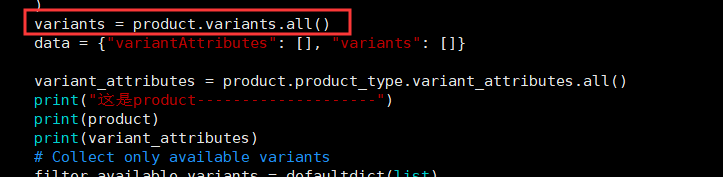 )
variants = product.variants.all()
data = {"variantAttributes": [], "variants": []}
variant_attributes = product.product_type.variant_attributes.all()
print("这是product--------------------")
print(product)
print(variant_attributes)
# Collect only available variants
filter_available_variants = defaultdict(list)